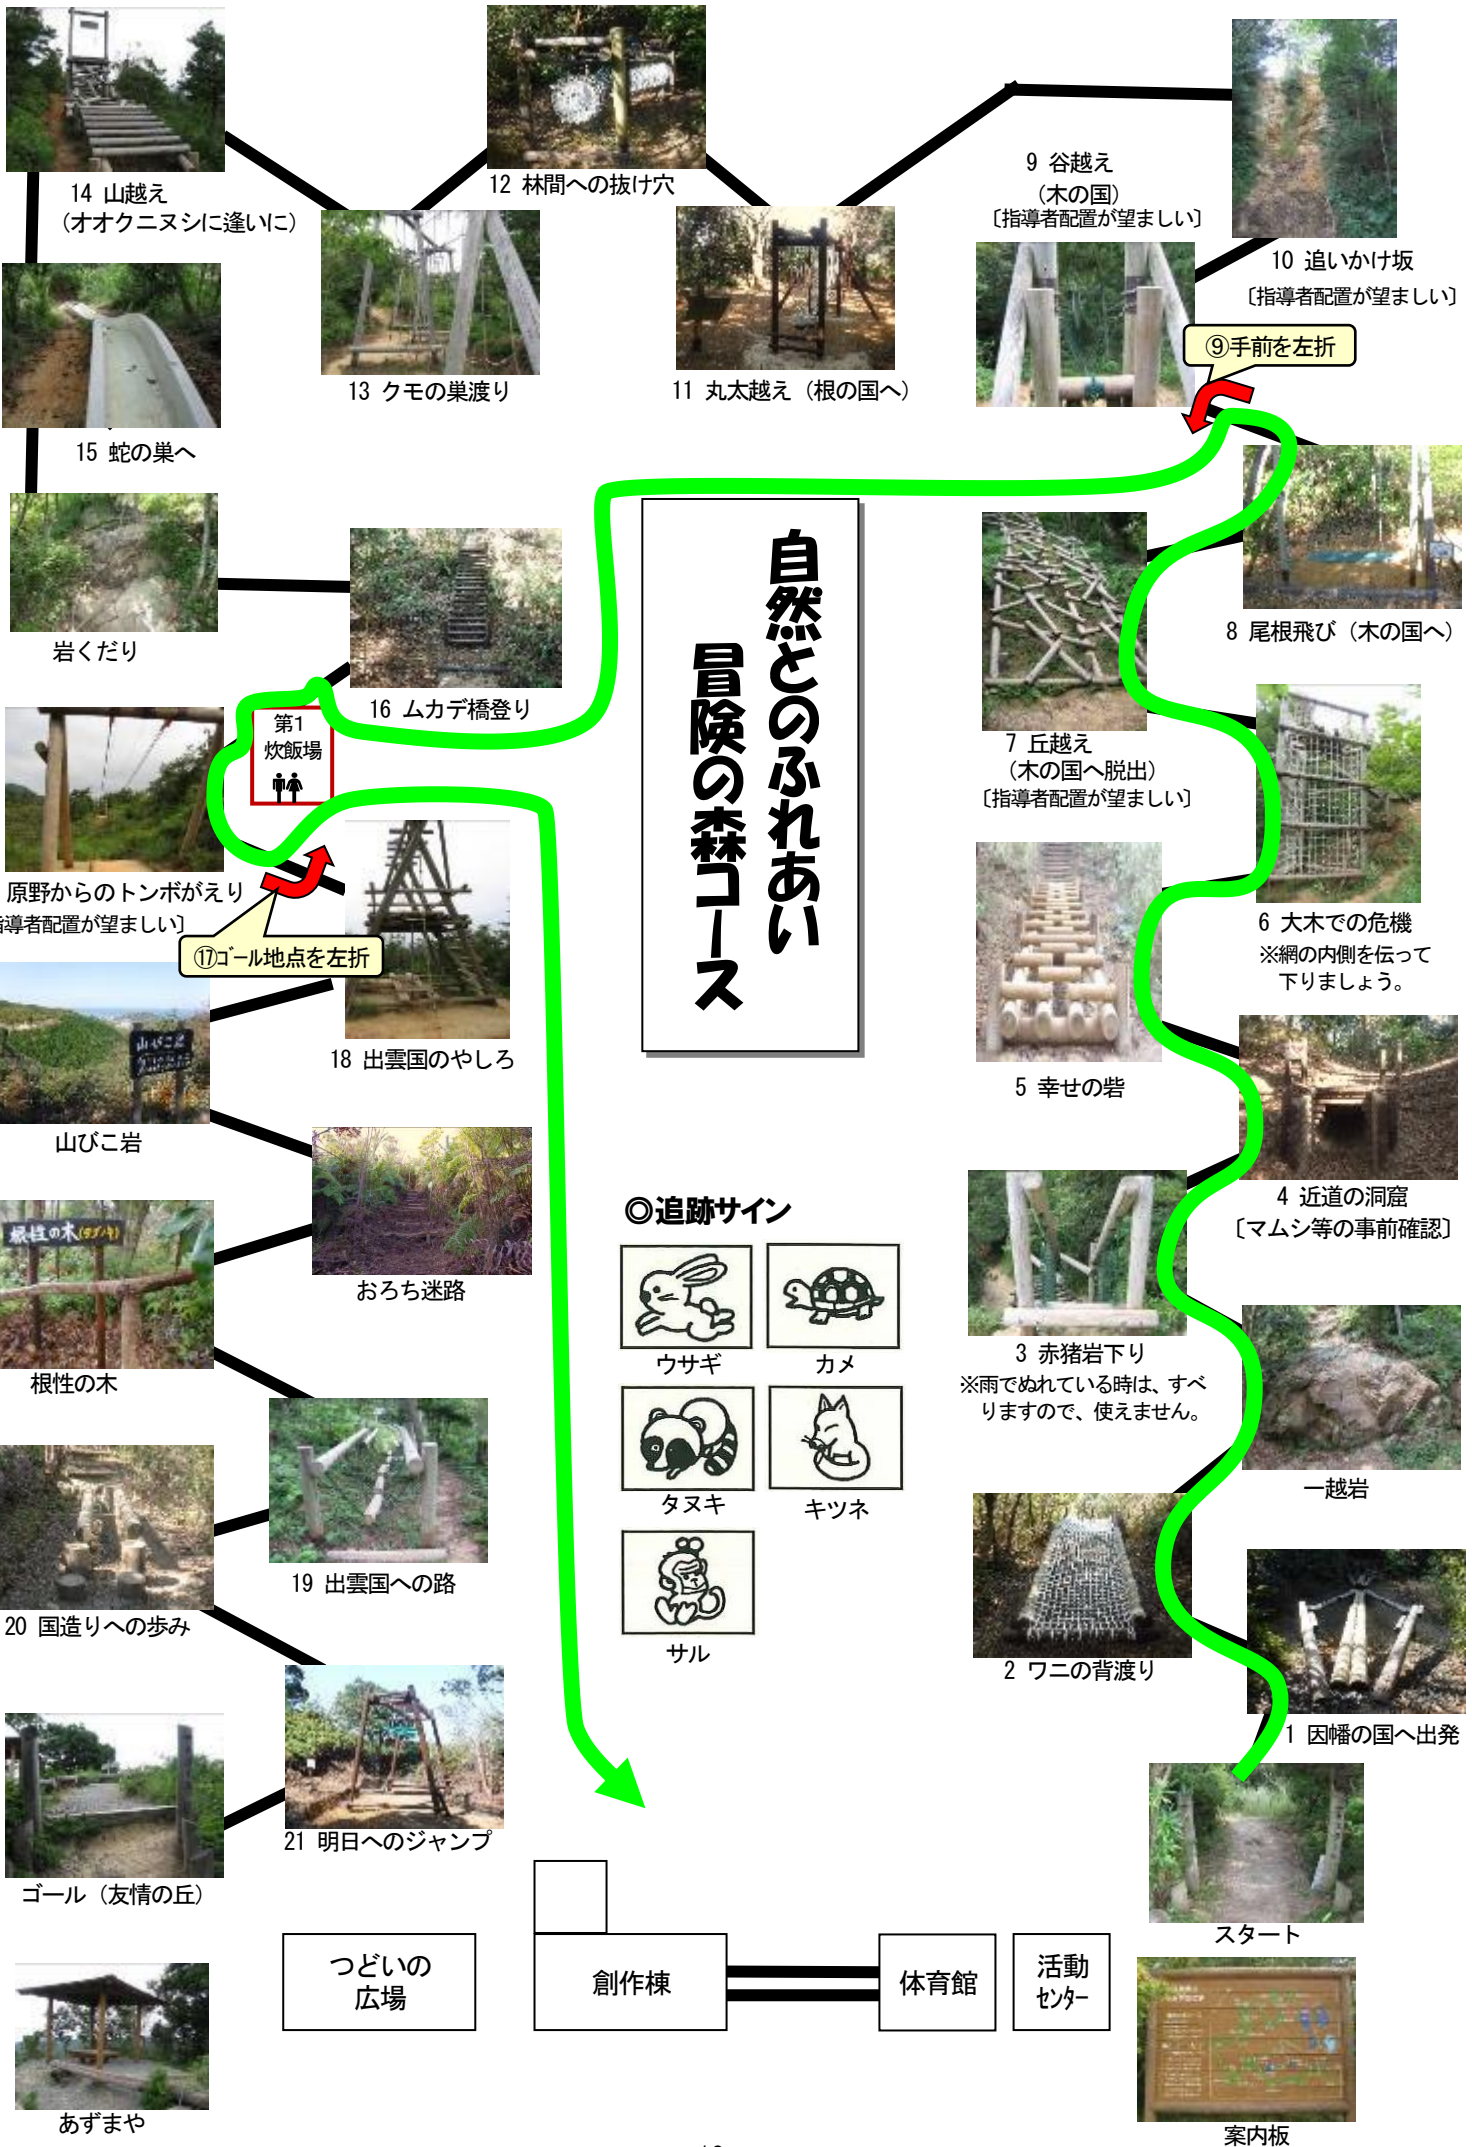 14 山越え
（オオクニヌシに逢いに）
12 林間への抜け穴
9 谷越え
（木の国）
〔指導者配置が望ましい〕
10 追いかけ坂
〔指導者配置が望ましい〕
⑨手前を左折
13 クモの巣渡り
11 丸太越え（根の国へ）
15 蛇の巣へ
自然とのふれあい
冒険の森コース
8 尾根飛び（木の国へ）
岩くだり
16 ムカデ橋登り
第1
炊飯場
7 丘越え
（木の国へ脱出）
〔指導者配置が望ましい〕
原野からのトンボがえり
指導者配置が望ましい〕
⑰ゴール地点を左折
6 大木での危機
※網の内側を伝って
下りましょう。
山びこ岩
18 出雲国のやしろ
5 幸せの砦
山びこ岩
4 近道の洞窟
〔マムシ等の事前確認〕
◎追跡サイン
ウサギ
カメ
タヌキ
キツネ
サル
根性の木(タブノキ)
おろち迷路
根性の木
3 赤猪岩下り
※雨でぬれている時は、すべ
りますので、使えません。
一越岩
19 出雲国への路
20 国造りへの歩み
2 ワニの背渡り
1 因幡の国へ出発
21 明日へのジャンプ
ゴール（友情の丘）
スタート
つどいの
広場
創作棟
体育館
活動
センター
あずまや
案内板